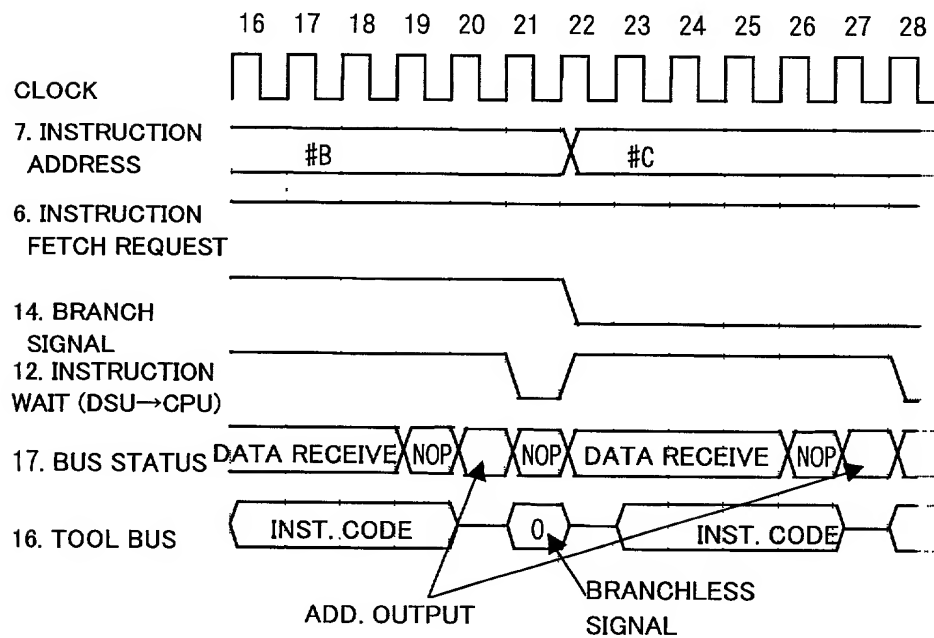 16 17 18 19 20 21 22 23 24 25 26 27 28
CLOCK
7. INSTRUCTION
ADDRESS
#B
#C
6. INSTRUCTION
FETCH REQUEST
14. BRANCH
SIGNAL
12. INSTRUCTION
WAIT (DSU→CPU)
17. BUS STATUS
DATA RECEIVE NOP NOP DATA RECEIVE NOP
16. TOOL BUS
INST. CODE 0 INST. CODE
ADD. OUTPUT
BRANCHLESS
SIGNAL